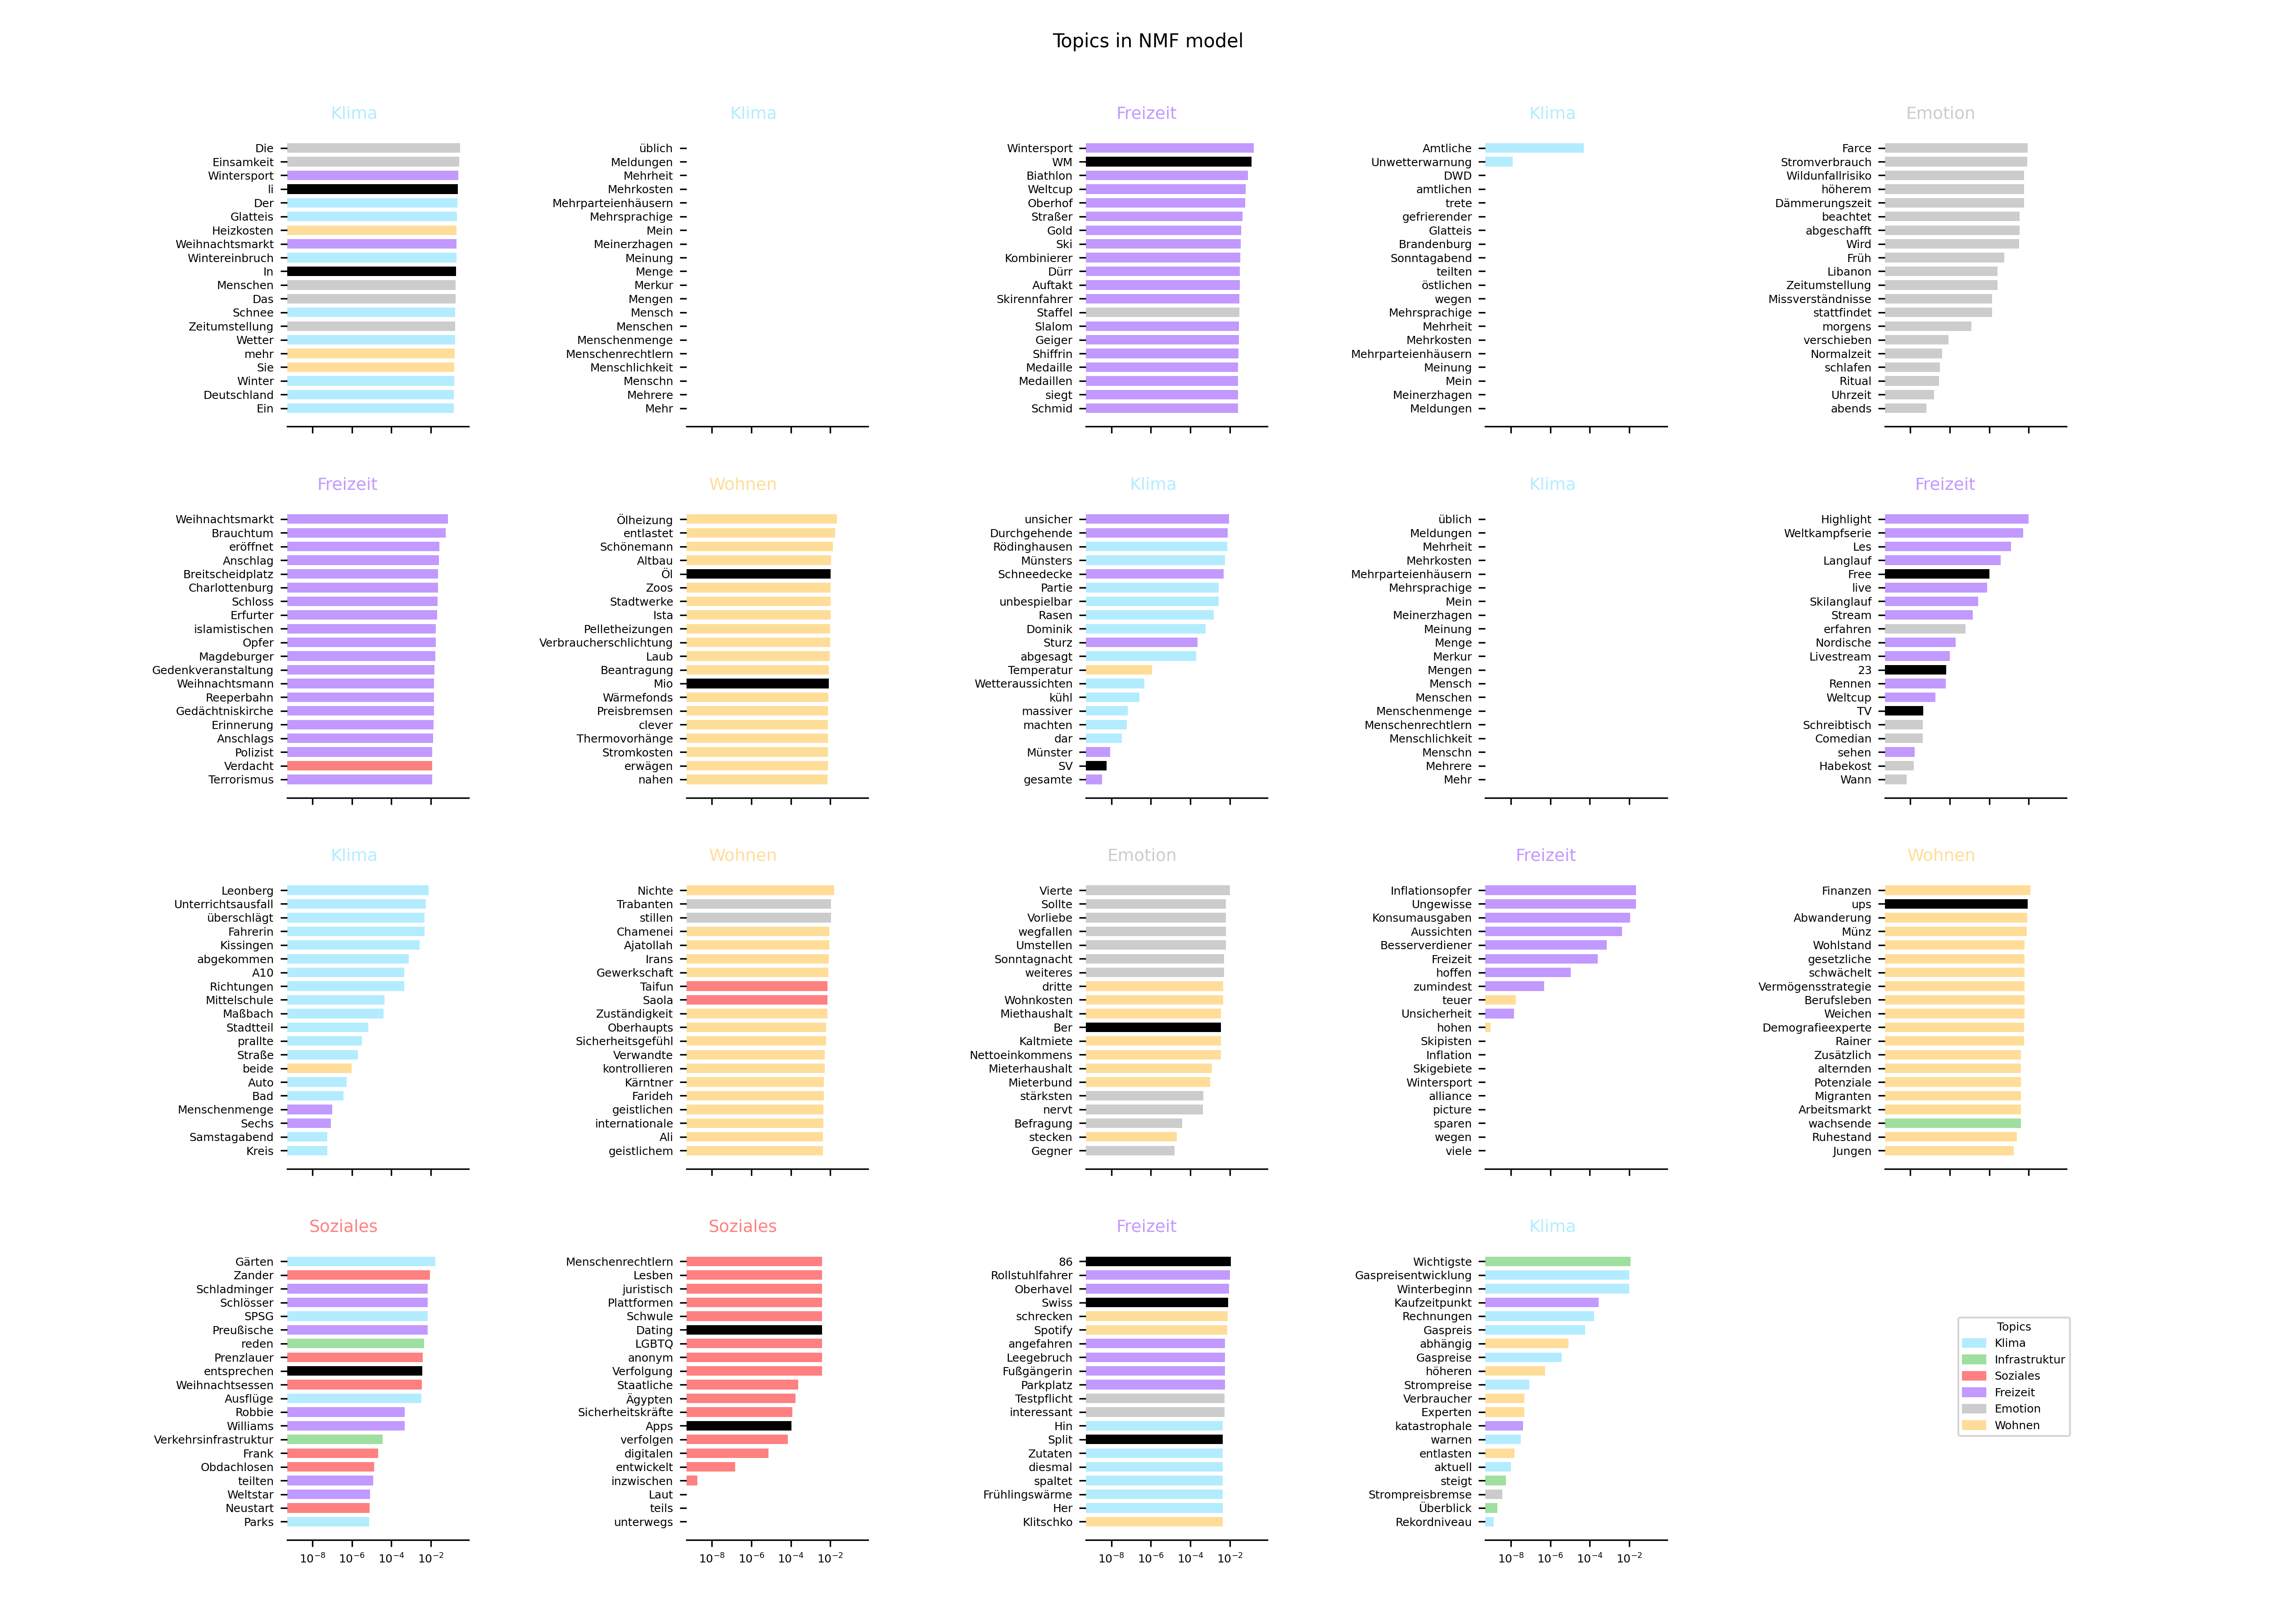 Topics in NMF model
Klima
Die
Einsamkeit
Wintersport
li
Der
Glatteis
Heizkosten
Weihnachtsmarkt
Wintereinbruch
In
Menschen
Das
Schnee
Zeitumstellung
Wetter
mehr
Sie
Winter
Deutschland
Ein
Klima
üblich
Meldungen
Mehrheit
Mehrkosten
Mehrparteienhäusern
Mehrsprachige
Mein
Meinerzhagen
Meinung
Menge
Merkur
Mengen
Mensch
Menschen
Menschenmenge
Menschenrechtlern
Menschlichkeit
Menschn
Mehrere
Mehr
Freizeit
Wintersport
WM
Biathlon
Weltcup
Oberhof
Straßer
Gold
Ski
Kombinierer
Dürr
Auftakt
Skirennfahrer
Staffel
Slalom
Geiger
Shiffrin
Medaille
Medaillen
siegt
Schmid
Klima
Amtliche
Unwetterwarnung
DWD
amtlichen
trete
gefrierender
Glatteis
Brandenburg
Sonntagabend
teilten
östlichen
wegen
Mehrsprachige
Mehrheit
Mehrkosten
Mehrparteienhäusern
Meinung
Mein
Meinerzhagen
Meldungen
Emotion
Farce
Stromverbrauch
Wildunfallrisiko
höherem
Dämmerungszeit
beachtet
abgeschafft
Wird
Früh
Libanon
Zeitumstellung
Missverständnisse
stattfindet
morgens
verschieben
Normalzeit
schlafen
Ritual
Uhrzeit
abends
Freizeit
Weihnachtsmarkt
Brauchtum
eröffnet
Anschlag
Breitscheidplatz
Charlottenburg
Schloss
Erfurter
islamistischen
Opfer
Magdeburger
Gedenkveranstaltung
Weihnachtsmann
Reeperbahn
Gedächtniskirche
Erinnerung
Anschlags
Polizist
Verdacht
Terrorismus
Wohnen
Ölheizung
entlastet
Schönemann
Altbau
Öl
Zoos
Stadtwerke
Ista
Pelletheizungen
Verbraucherschlichtung
Laub
Beantragung
Mio
Wärmefonds
Preisbremsen
clever
Thermovorhänge
Stromkosten
erwägen
nahen
Klima
unsicher
Durchgehende
Rödinghausen
Münsters
Schneedecke
Partie
unbespielbar
Rasen
Dominik
Sturz
abgesagt
Temperatur
Wetteraussichten
kühl
massiver
machten
dar
Münster
SV
gesamte
Klima
üblich
Meldungen
Mehrheit
Mehrkosten
Mehrparteienhäusern
Mehrsprachige
Mein
Meinerzhagen
Meinung
Menge
Merkur
Mengen
Mensch
Menschen
Menschenmenge
Menschenrechtlern
Menschlichkeit
Menschn
Mehrere
Mehr
Freizeit
Highlight
Weltkampfserie
Les
Langlauf
Free
live
Skilanglauf
Stream
erfahren
Nordische
Livestream
23
Rennen
Weltcup
TV
Schreibtisch
Comedian
sehen
Habekost
Wann
Klima
Leonberg
Unterrichtsausfall
überschlägt
Fahrerin
Kissingen
abgekommen
A10
Richtungen
Mittelschule
Maßbach
Stadtteil
prallte
Straße
beide
Auto
Bad
Menschenmenge
Sechs
Samstagabend
Kreis
Wohnen
Nichte
Trabanten
stillen
Chamenei
Ajatollah
Irans
Gewerkschaft
Taifun
Saola
Zuständigkeit
Oberhaupts
Sicherheitsgefühl
Verwandte
kontrollieren
Kärntner
Farideh
geistlichen
internationale
Ali
geistlichem
Emotion
Vierte
Sollte
Vorliebe
wegfallen
Umstellen
Sonntagnacht
weiteres
dritte
Wohnkosten
Miethaushalt
Ber
Kaltmiete
Nettoeinkommens
Mieterhaushalt
Mieterbund
stärksten
nervt
Befragung
stecken
Gegner
Freizeit
Inflationsopfer
Ungewisse
Konsumausgaben
Aussichten
Besserverdiener
Freizeit
hoffen
zumindest
teuer
Unsicherheit
hohen
Skipisten
Inflation
Skigebiete
Wintersport
alliance
picture
sparen
wegen
viele
Wohnen
Finanzen
ups
Abwanderung
Münz
Wohlstand
gesetzliche
schwächelt
Vermögensstrategie
Berufsleben
Weichen
Demografieexperte
Rainer
Zusätzlich
alternden
Potenziale
Migranten
Arbeitsmarkt
wachsende
Ruhestand
Jungen
Soziales
Gärten
Zander
Schladminger
Schlösser
SPSG
Preußische
reden
Prenzlauer
entsprechen
Weihnachtsessen
Ausflüge
Robbie
Williams
Verkehrsinfrastruktur
Frank
Obdachlosen
teilten
Weltstar
Neustart
Parks
10⁻⁸ 10⁻⁶ 10⁻⁴ 10⁻²
Soziales
Menschenrechtlern
Lesben
juristisch
Plattformen
Schwule
Dating
LGBTQ
anonym
Verfolgung
Staatliche
Ägypten
Sicherheitskräfte
Apps
verfolgen
digitalen
entwickelt
inzwischen
Laut
teils
unterwegs
10⁻⁸ 10⁻⁶ 10⁻⁴ 10⁻²
Freizeit
86
Rollstuhlfahrer
Oberhavel
Swiss
schrecken
Spotify
angefahren
Leegebruch
Fußgängerin
Parkplatz
Testpflicht
interessant
Hin
Split
Zutaten
diesmal
spaltet
Frühlingswärme
Her
Klitschko
10⁻⁸ 10⁻⁶ 10⁻⁴ 10⁻²
Klima
Wichtigste
Gaspreisentwicklung
Winterbeginn
Kaufzeitpunkt
Rechnungen
Gaspreis
abhängig
Gaspreise
höheren
Strompreise
Verbraucher
Experten
katastrophale
warnen
entlasten
aktuell
steigt
Strompreisbremse
Überblick
Rekordniveau
10⁻⁸ 10⁻⁶ 10⁻⁴ 10⁻²
Topics
Klima
Infrastruktur
Soziales
Freizeit
Emotion
Wohnen